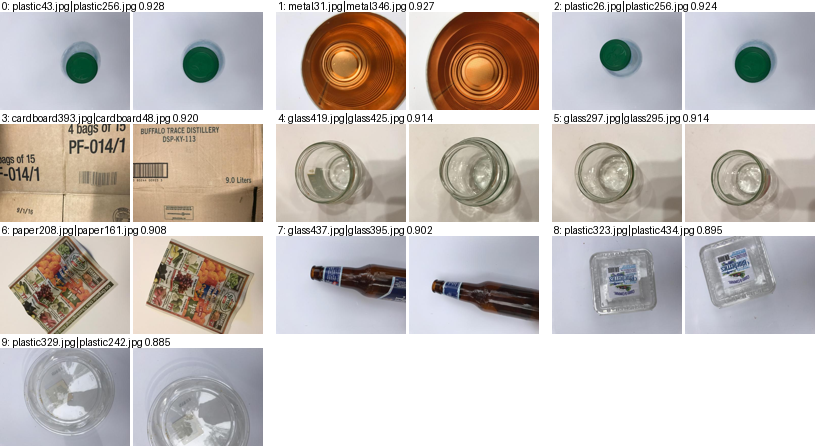 0: plastic43.jpg|plastic256.jpg 0.928
1: metal31.jpg|metal346.jpg 0.927
2: plastic26.jpg|plastic256.jpg 0.924
3: cardboard393.jpg|cardboard48.jpg 0.920
4: glass419.jpg|glass425.jpg 0.914
5: glass297.jpg|glass295.jpg 0.914
4 bags of 15
PF-014/1
ags of 15
F-014/1
8/1/16
BUFFALO TRACE DISTILLERY
DSP-KY-113
9.0 Liters
6: paper208.jpg|paper161.jpg 0.908
7: glass437.jpg|glass395.jpg 0.902
8: plastic323.jpg|plastic434.jpg 0.895
9: plastic329.jpg|plastic242.jpg 0.885